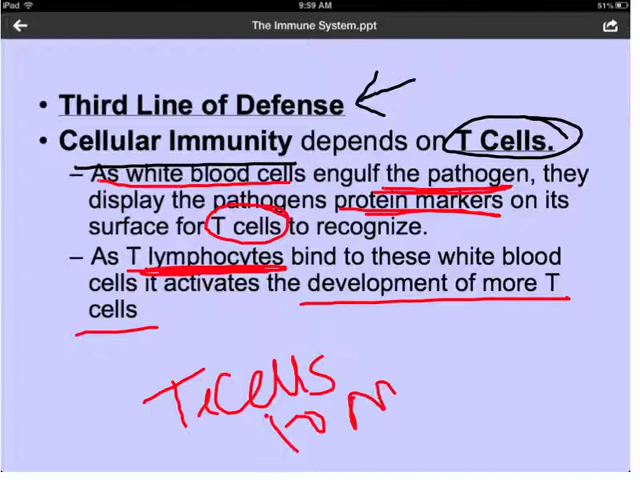 iPad 9:59 AM 51%
The Immune System.ppt
• Third Line of Defense
• Cellular Immunity depends on T Cells.
– As white blood cells engulf the pathogen, they
display the pathogens protein markers on its
surface for T cells to recognize.
– As T lymphocytes bind to these white blood
cells it activates the development of more T
cells
T cells